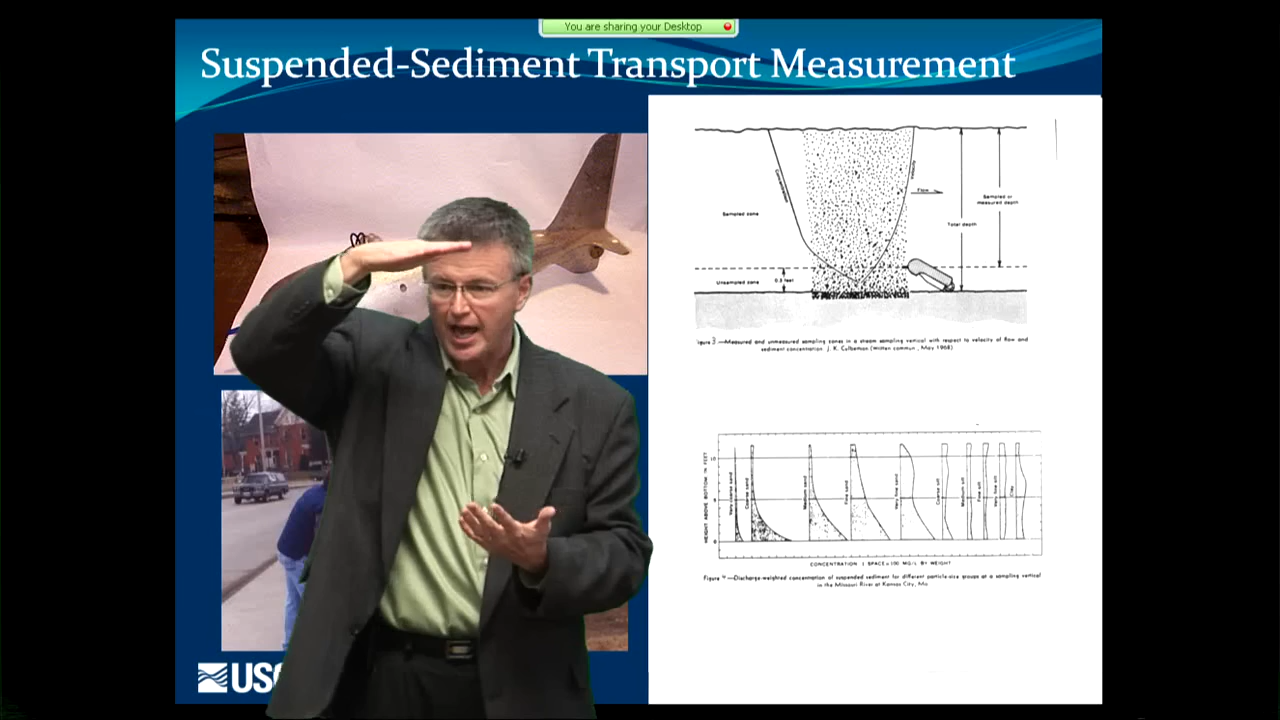 You are sharing your Desktop
Suspended-Sediment Transport Measurement
Concentration
Velocity
Flow
Sampled or
measured depth
Total depth
Sampled zone
Unsampled zone
0.3 feet
Figure 3.—Measured and unmeasured sampling zones in a stream sampling vertical with respect to velocity of flow and
sediment concentration. J. K. Culbertson (Written commun., May 1968)
HEIGHT ABOVE BOTTOM IN FEET
10
5
0
Very coarse sand
Coarse sand
Medium sand
Fine sand
Very fine sand
Coarse silt
Medium silt
Fine silt
Very fine silt
Clay
CONCENTRATION 1 SPACE=100 MG/L BY WEIGHT
Figure 4.—Discharge-weighted concentration of suspended sediment for different particle-size groups at a sampling vertical
in the Missouri River at Kansas City, Mo